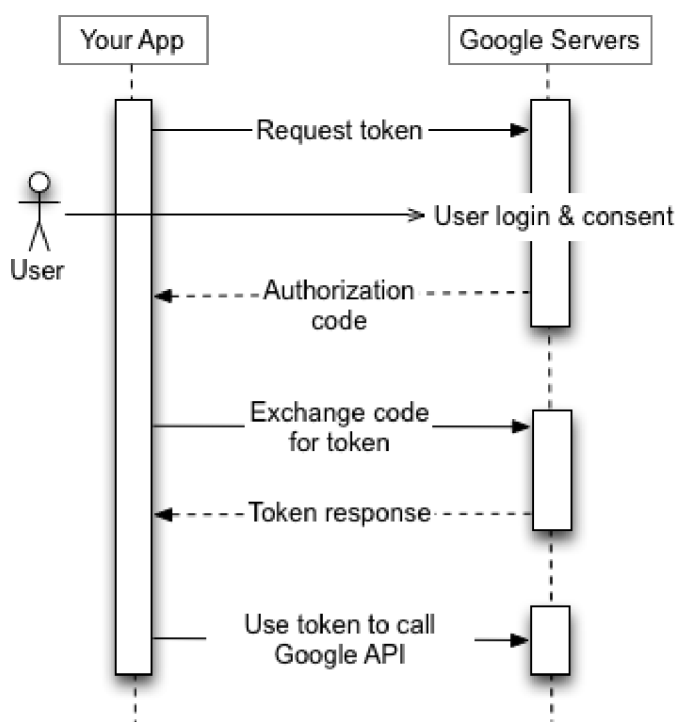 Your App
Google Servers
Request token
User login & consent
User
Authorization
code
Exchange code
for token
Token response
Use token to call
Google API